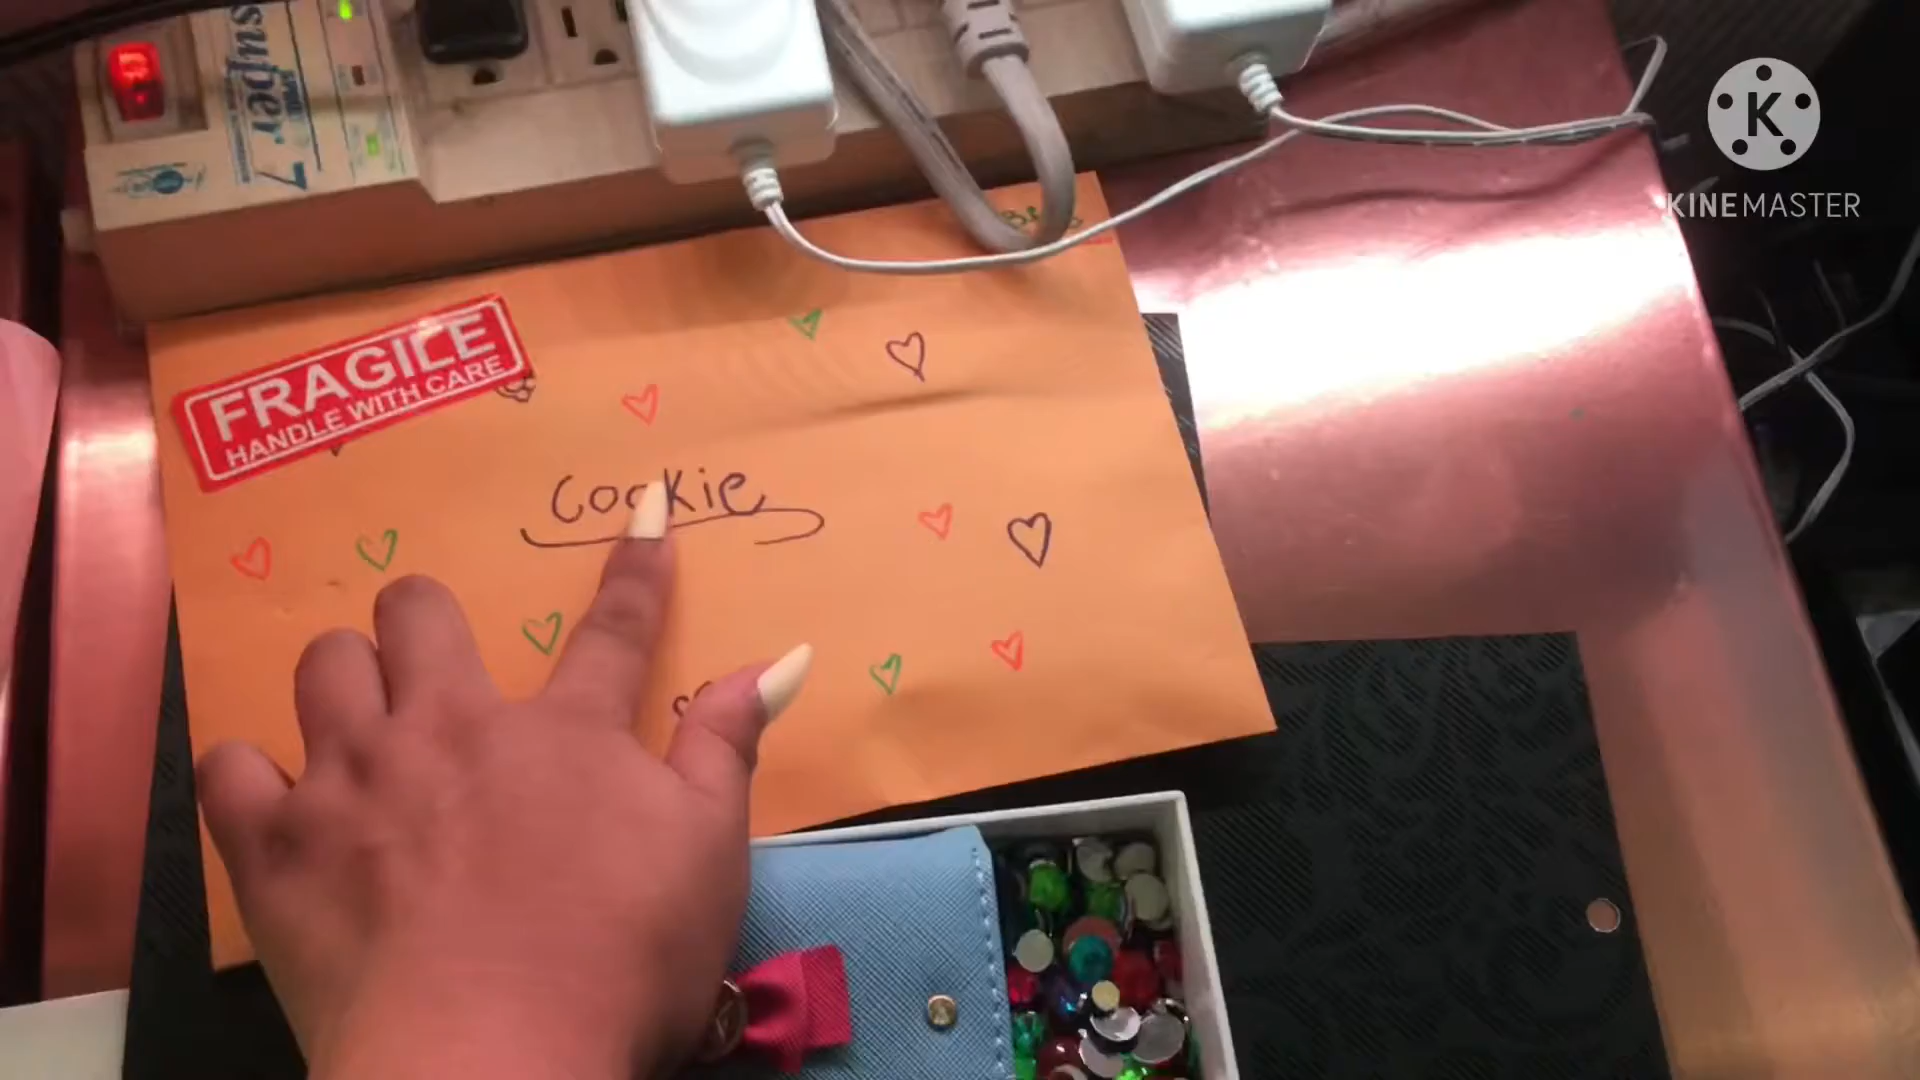 super
7
KINEMASTER
FRAGILE
HANDLE WITH CARE
Cookie